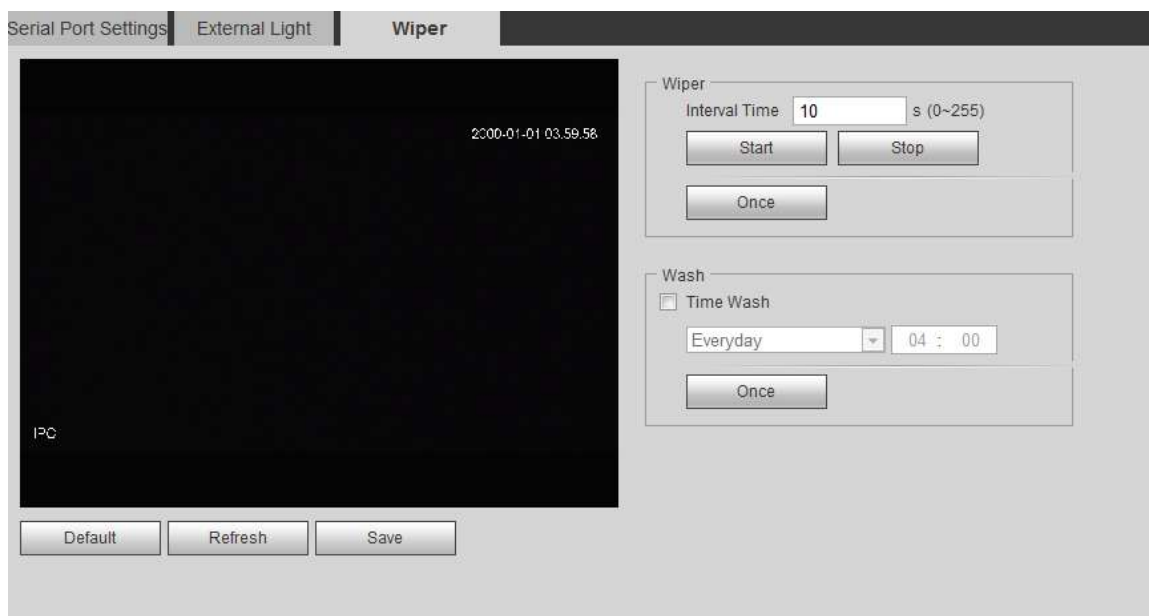 Serial Port Settings External Light Wiper
2000-01-01 03:59:58
IPC
Default Refresh Save
Wiper
Interval Time 10 s (0~255)
Start Stop
Once
Wash
Time Wash
Everyday 04 : 00
Once